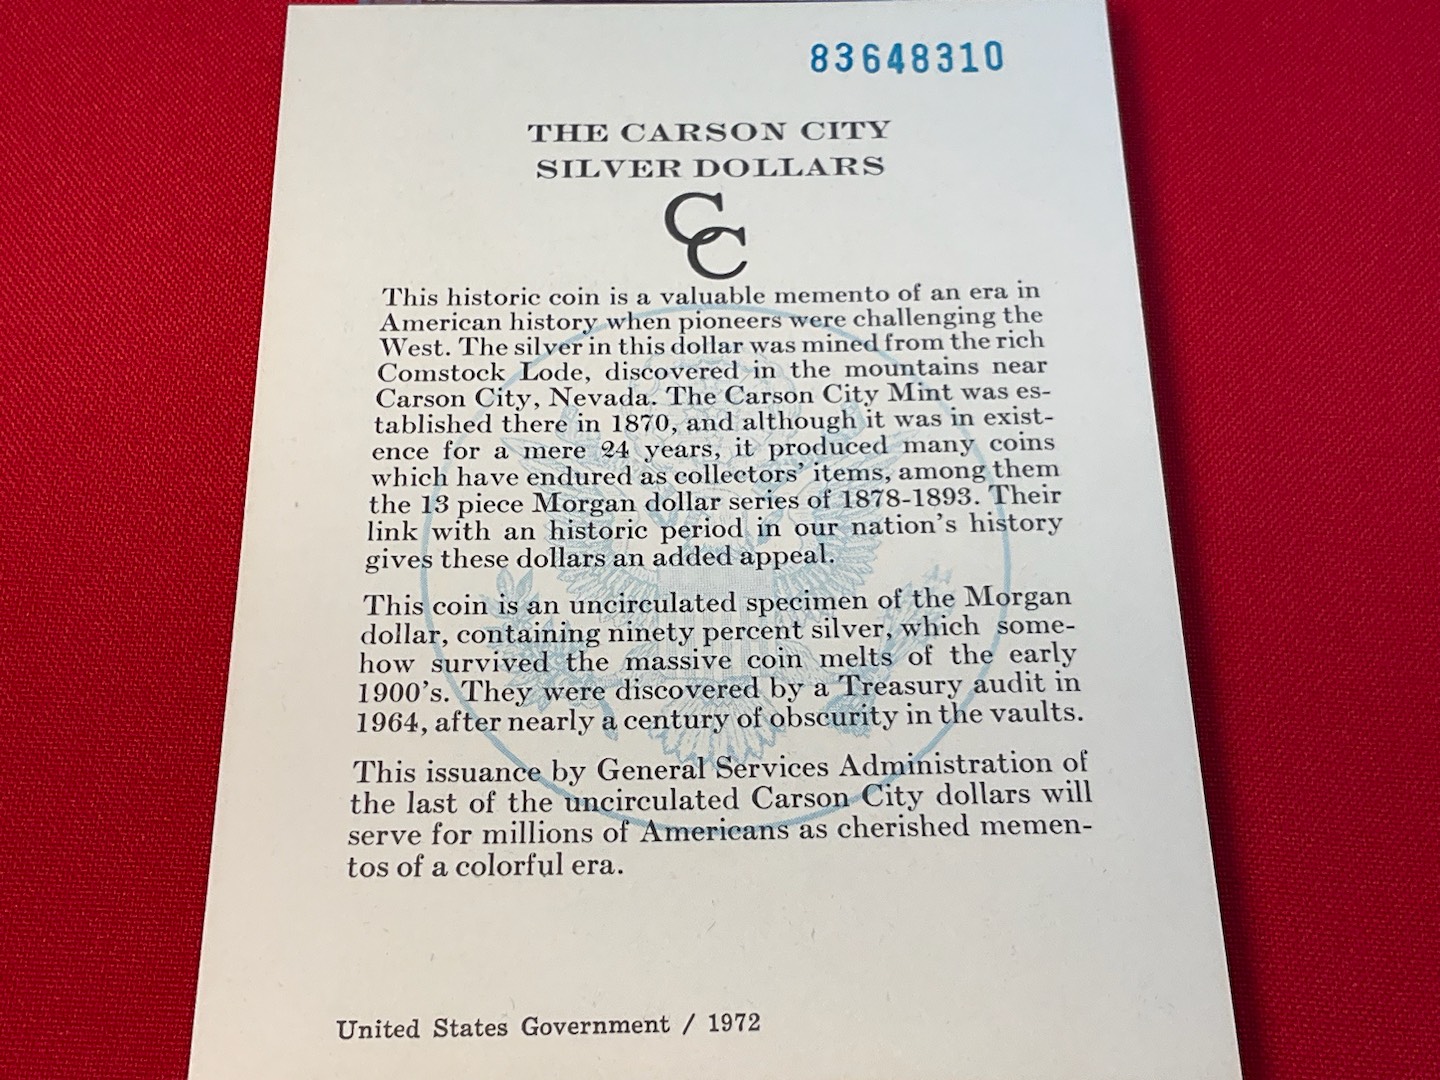 83648310
THE CARSON CITY
SILVER DOLLARS
CC
This historic coin is a valuable memento of an era in
American history when pioneers were challenging the
West. The silver in this dollar was mined from the rich
Comstock Lode, discovered in the mountains near
Carson City, Nevada. The Carson City Mint was es-
tablished there in 1870, and although it was in exist-
ence for a mere 24 years, it produced many coins
which have endured as collectors' items, among them
the 13 piece Morgan dollar series of 1878-1893. Their
link with an historic period in our nation's history
gives these dollars an added appeal.
This coin is an uncirculated specimen of the Morgan
dollar, containing ninety percent silver, which some-
how survived the massive coin melts of the early
1900's. They were discovered by a Treasury audit in
1964, after nearly a century of obscurity in the vaults.
This issuance by General Services Administration of
the last of the uncirculated Carson City dollars will
serve for millions of Americans as cherished memen-
tos of a colorful era.
United States Government / 1972